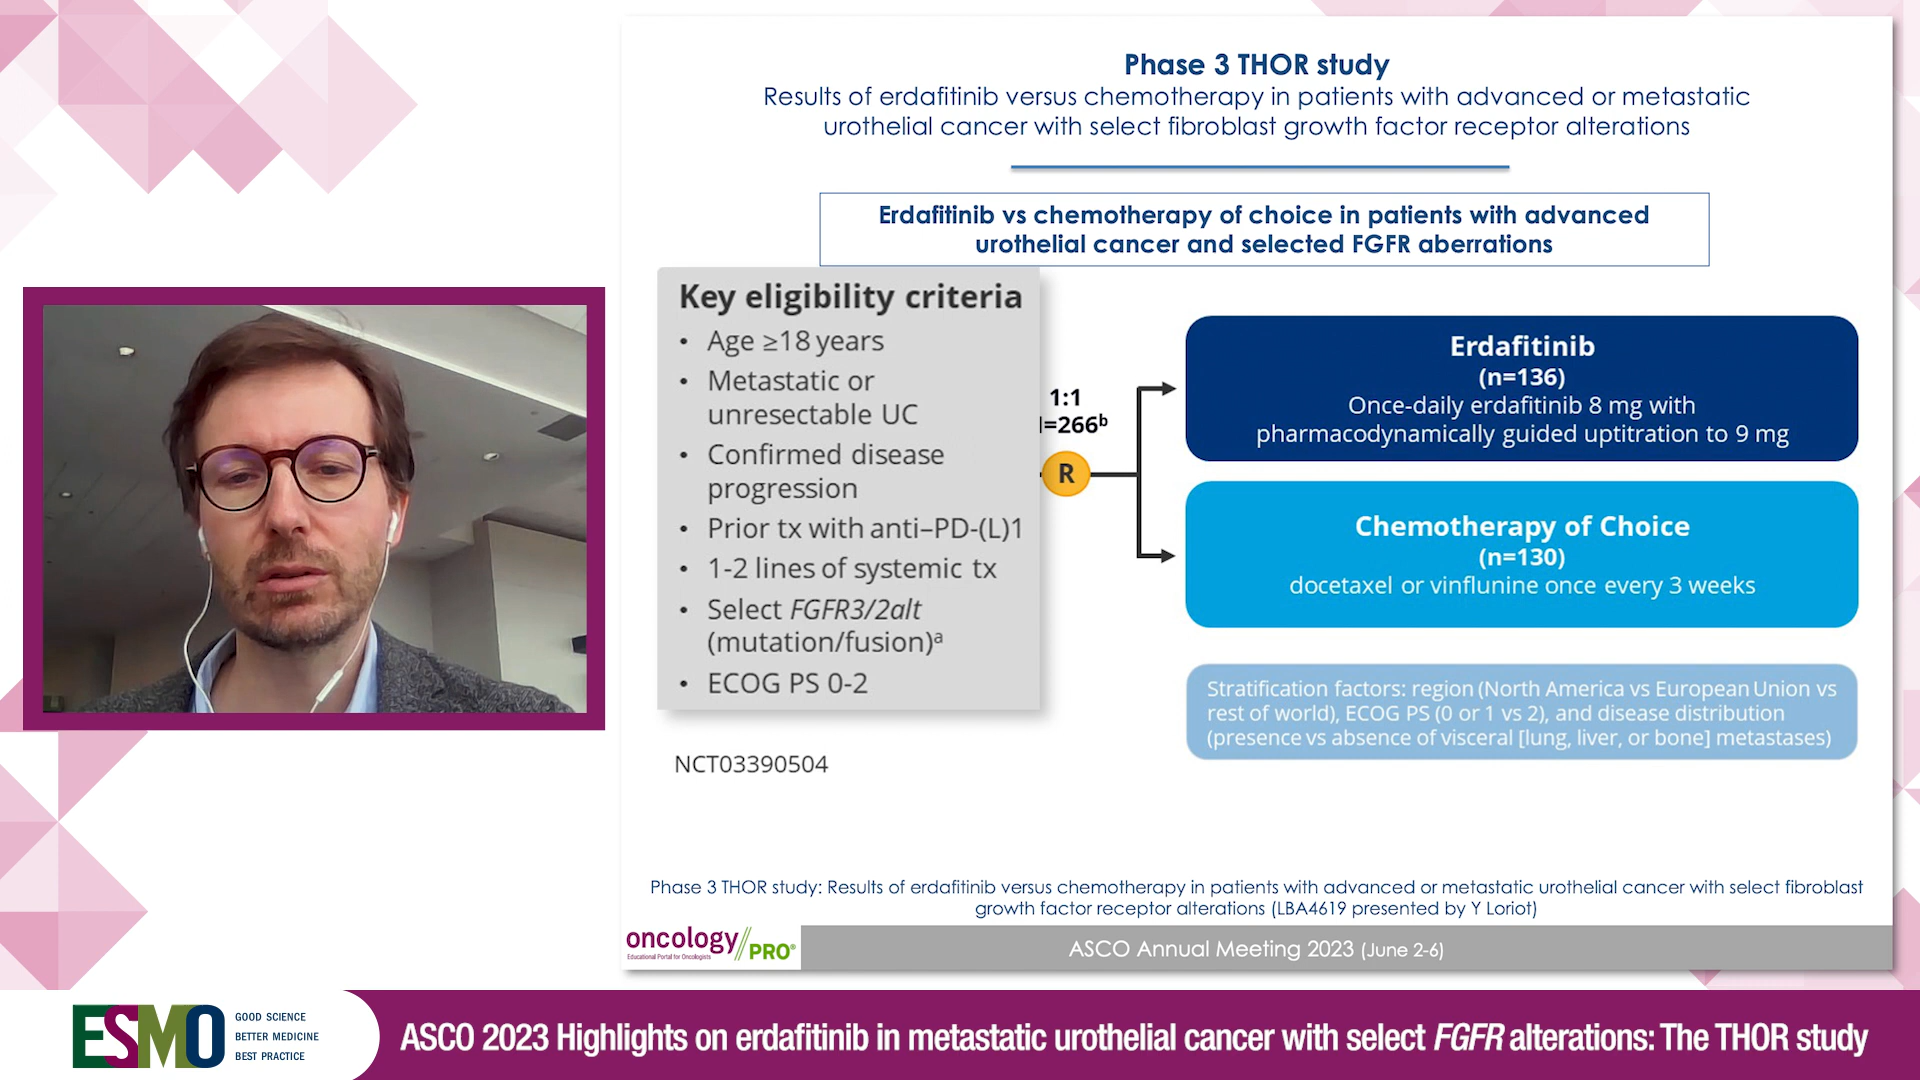 Phase 3 THOR study
Results of erdafitinib versus chemotherapy in patients with advanced or metastatic
urothelial cancer with select fibroblast growth factor receptor alterations
Erdafitinib vs chemotherapy of choice in patients with advanced
urothelial cancer and selected FGFR aberrations
Key eligibility criteria
• Age ≥18 years
• Metastatic or
unresectable UC
• Confirmed disease
progression
• Prior tx with anti–PD-(L)1
• 1-2 lines of systemic tx
• Select FGFR3/2alt
(mutation/fusion)ᵃ
• ECOG PS 0-2
NCT03390504
1:1
=266ᵇ
R
Erdafitinib
(n=136)
Once-daily erdafitinib 8 mg with
pharmacodynamically guided uptitration to 9 mg
Chemotherapy of Choice
(n=130)
docetaxel or vinflunine once every 3 weeks
Stratification factors: region (North America vs European Union vs
rest of world), ECOG PS (0 or 1 vs 2), and disease distribution
(presence vs absence of visceral [lung, liver, or bone] metastases)
Phase 3 THOR study: Results of erdafitinib versus chemotherapy in patients with advanced or metastatic urothelial cancer with select fibroblast
growth factor receptor alterations (LBA4619 presented by Y Loriot)
oncology//PRO®
Educational Portal for Oncologists
ASCO Annual Meeting 2023 (June 2-6)
ESMO
GOOD SCIENCE
BETTER MEDICINE
BEST PRACTICE
ASCO 2023 Highlights on erdafitinib in metastatic urothelial cancer with select FGFR alterations: The THOR study